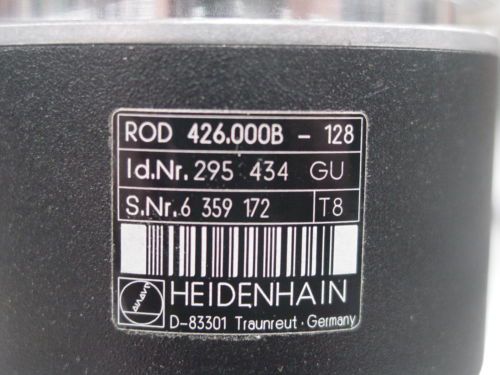 ROD 426.000B - 128
Id.Nr. 295 434 GU
S.Nr. 6 359 172 T8
HEIDENHAIN
D-83301 Traunreut · Germany